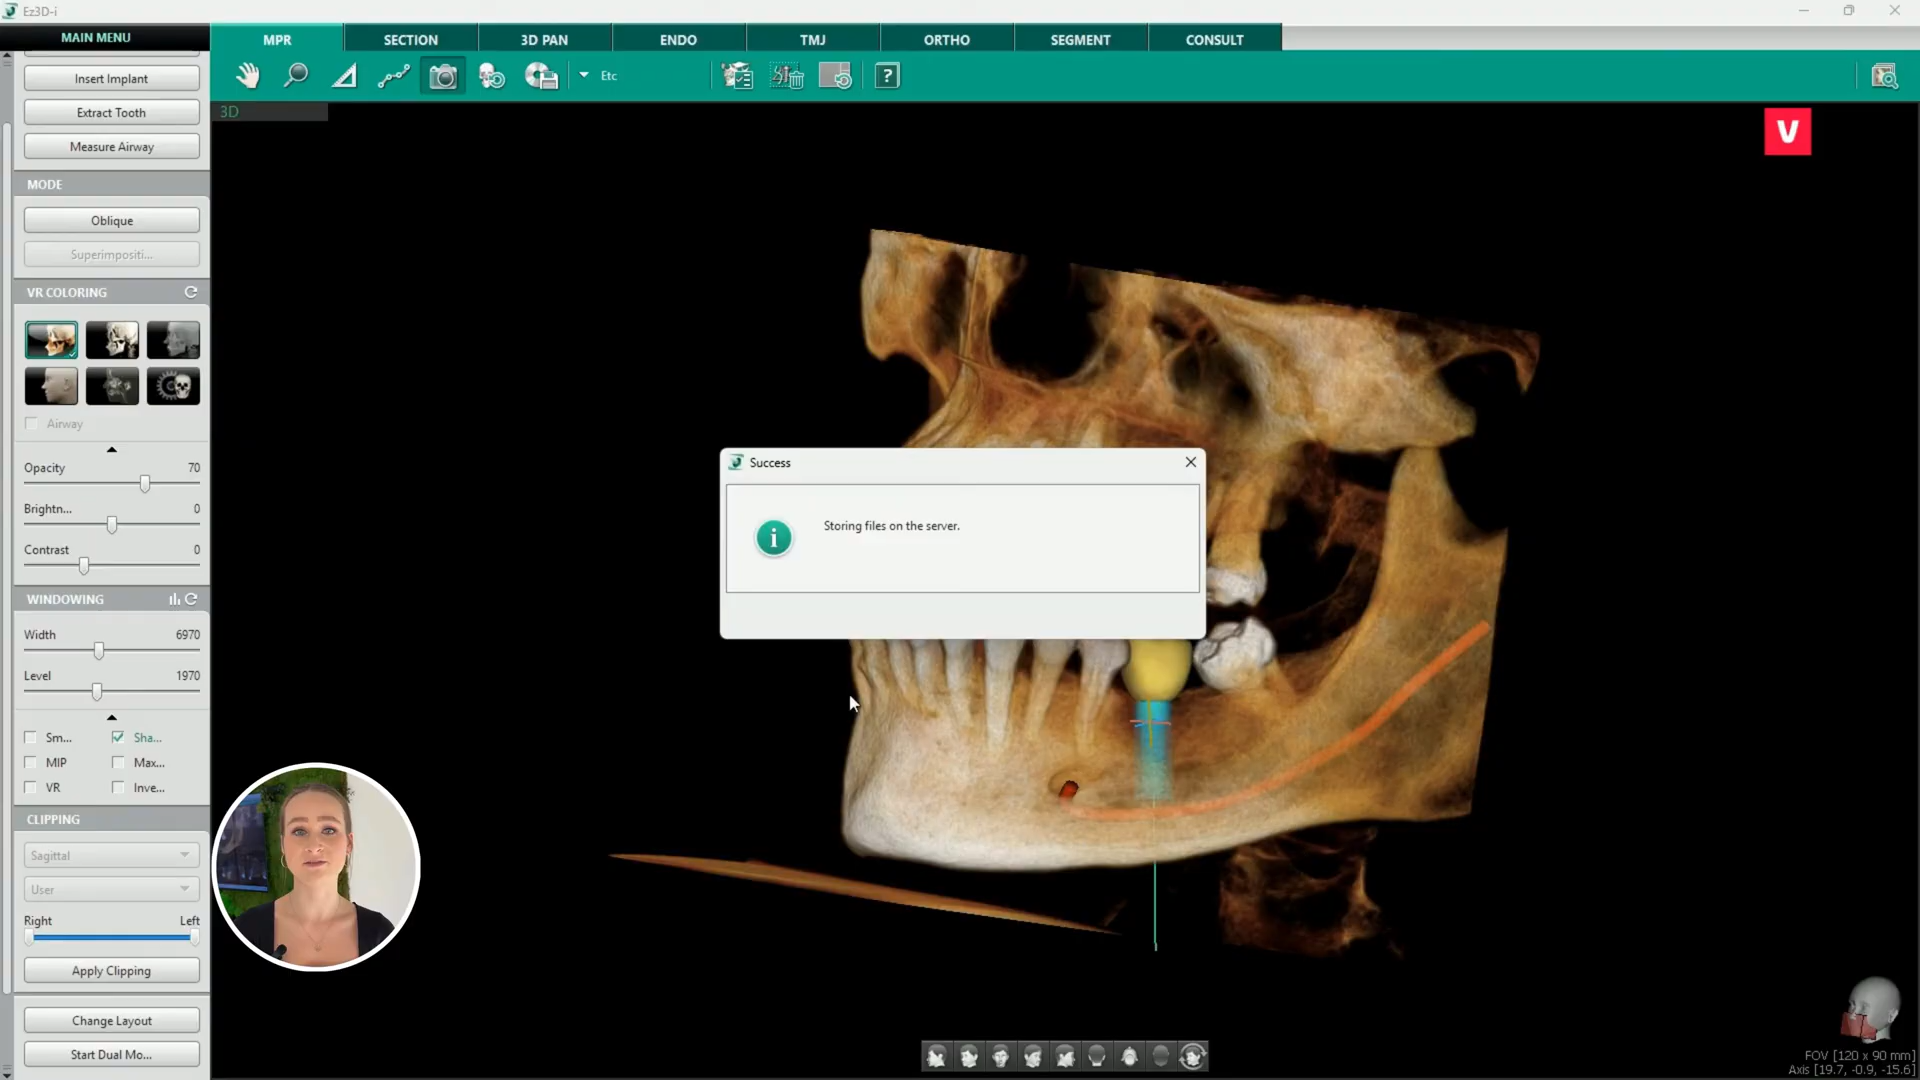 Ez3D-i
MAIN MENU
MPR
SECTION
3D PAN
ENDO
TMJ
ORTHO
SEGMENT
CONSULT
Etc
?
Insert Implant
Extract Tooth
Measure Airway
3D
V
MODE
Oblique
Superimpositi...
VR COLORING
Airway
Opacity 70
Brightn... 0
Contrast 0
WINDOWING
Width 6970
Level 1970
Sm... Sha...
MIP Max...
VR Inve...
CLIPPING
Sagittal
User
Right Left
Apply Clipping
Change Layout
Start Dual Mo...
Success
i
Storing files on the server.
FOV [120 x 90 mm]
Axis [19.7, -0.9, -15.6]